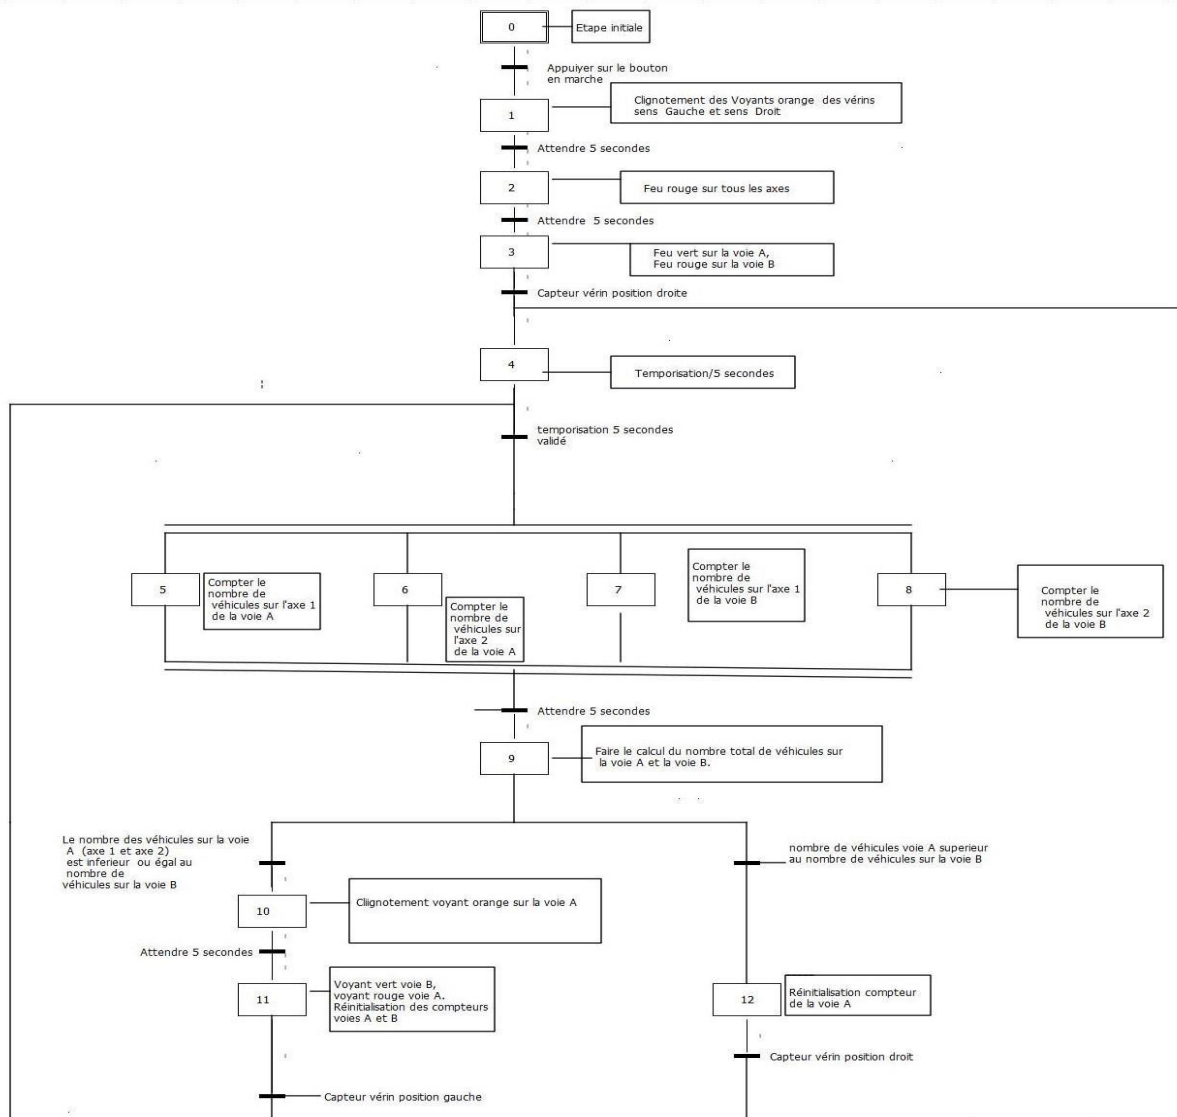 0
Etape initiale
Appuiyer sur le bouton
en marche
1
Clignotement des Voyants orange des vérins
sens Gauche et sens Droit
Attendre 5 secondes
2
Feu rouge sur tous les axes
Attendre 5 secondes
3
Feu vert sur la voie A,
Feu rouge sur la voie B
Capteur vérin position droite
4
Temporisation/5 secondes
temporisation 5 secondes
validé
5
Compter le
nombre de
véhicules sur l'axe 1
de la voie A
6
Compter le
nombre de
véhicules sur
l'axe 2
de la voie A
7
Compter le
nombre de
véhicules sur l'axe 1
de la voie B
8
Compter le
nombre de
véhicules sur l'axe 2
de la voie B
Attendre 5 secondes
9
Faire le calcul du nombre total de véhicules sur
la voie A et la voie B.
Le nombre des véhicules sur la voie
A (axe 1 et axe 2)
est inferieur ou égal au
nombre de
véhicules sur la voie B
nombre de véhicules voie A superieur
au nombre de véhicules sur la voie B
10
Cliignotement voyant orange sur la voie A
Attendre 5 secondes
11
Voyant vert voie B,
voyant rouge voie A.
Réinitialisation des compteurs
voies A et B
12
Réinitialisation compteur
de la voie A
Capteur vérin position droit
Capteur vérin position gauche